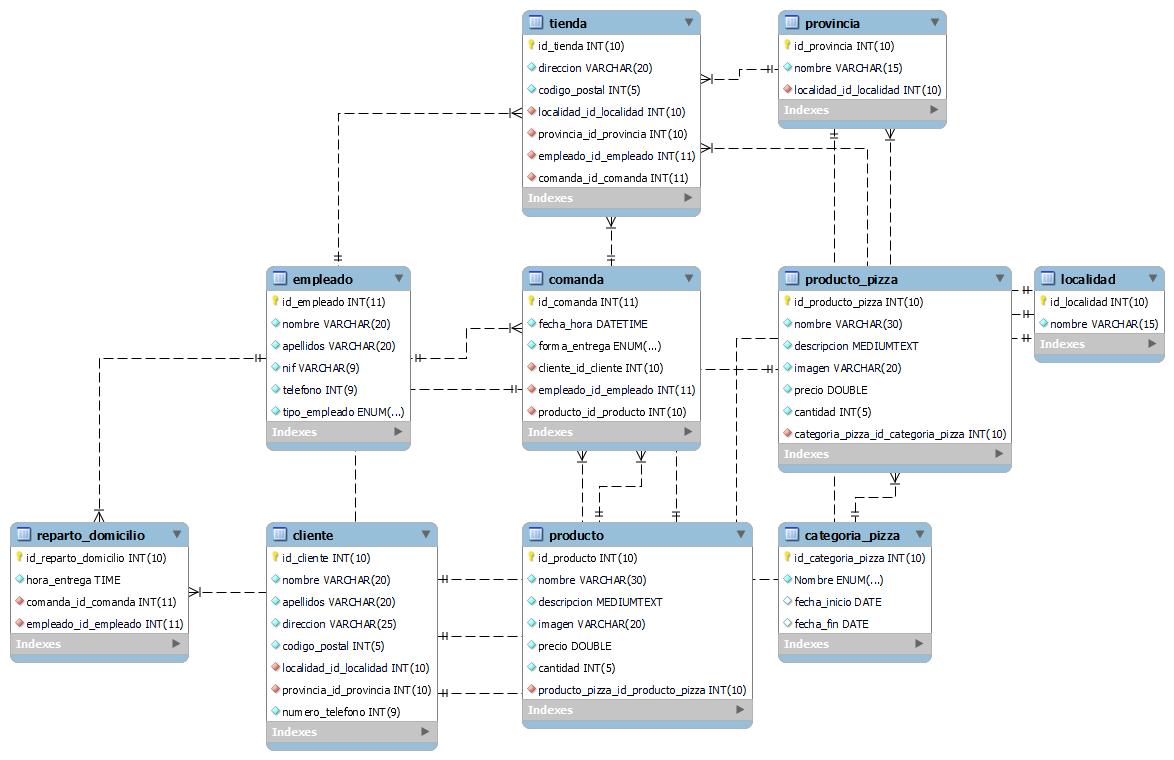 tienda
id_tienda INT(10)
direccion VARCHAR(20)
codigo_postal INT(5)
localidad_id_localidad INT(10)
provincia_id_provincia INT(10)
empleado_id_empleado INT(11)
comanda_id_comanda INT(11)
Indexes
provincia
id_provincia INT(10)
nombre VARCHAR(15)
localidad_id_localidad INT(10)
Indexes
empleado
id_empleado INT(11)
nombre VARCHAR(20)
apellidos VARCHAR(20)
nif VARCHAR(9)
telefono INT(9)
tipo_empleado ENUM(...)
Indexes
comanda
id_comanda INT(11)
fecha_hora DATETIME
forma_entrega ENUM(...)
cliente_id_cliente INT(10)
empleado_id_empleado INT(11)
producto_id_producto INT(10)
Indexes
producto_pizza
id_producto_pizza INT(10)
nombre VARCHAR(30)
descripcion MEDIUMTEXT
imagen VARCHAR(20)
precio DOUBLE
cantidad INT(5)
categoria_pizza_id_categoria_pizza INT(10)
Indexes
localidad
id_localidad INT(10)
nombre VARCHAR(15)
Indexes
reparto_domicilio
id_reparto_domicilio INT(10)
hora_entrega TIME
comanda_id_comanda INT(11)
empleado_id_empleado INT(11)
Indexes
cliente
id_cliente INT(10)
nombre VARCHAR(20)
apellidos VARCHAR(20)
direccion VARCHAR(25)
codigo_postal INT(5)
localidad_id_localidad INT(10)
provincia_id_provincia INT(10)
numero_telefono INT(9)
Indexes
producto
id_producto INT(10)
nombre VARCHAR(30)
descripcion MEDIUMTEXT
imagen VARCHAR(20)
precio DOUBLE
cantidad INT(5)
producto_pizza_id_producto_pizza INT(10)
Indexes
categoria_pizza
id_categoria_pizza INT(10)
Nombre ENUM(...)
fecha_inicio DATE
fecha_fin DATE
Indexes